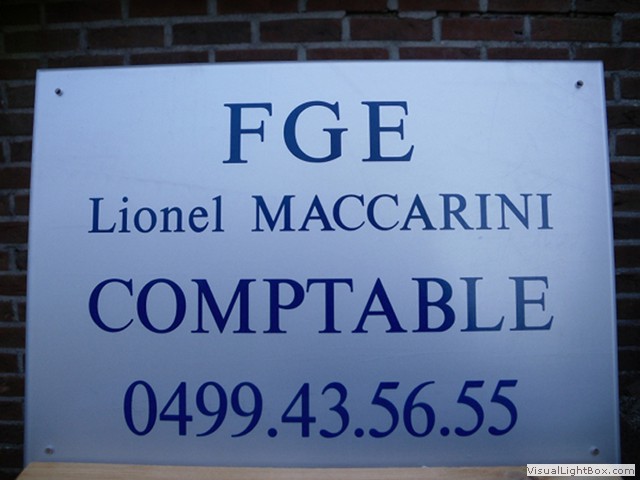 FGE
Lionel MACCARINI
COMPTABLE
0499.43.56.55
VisualLightBox.com